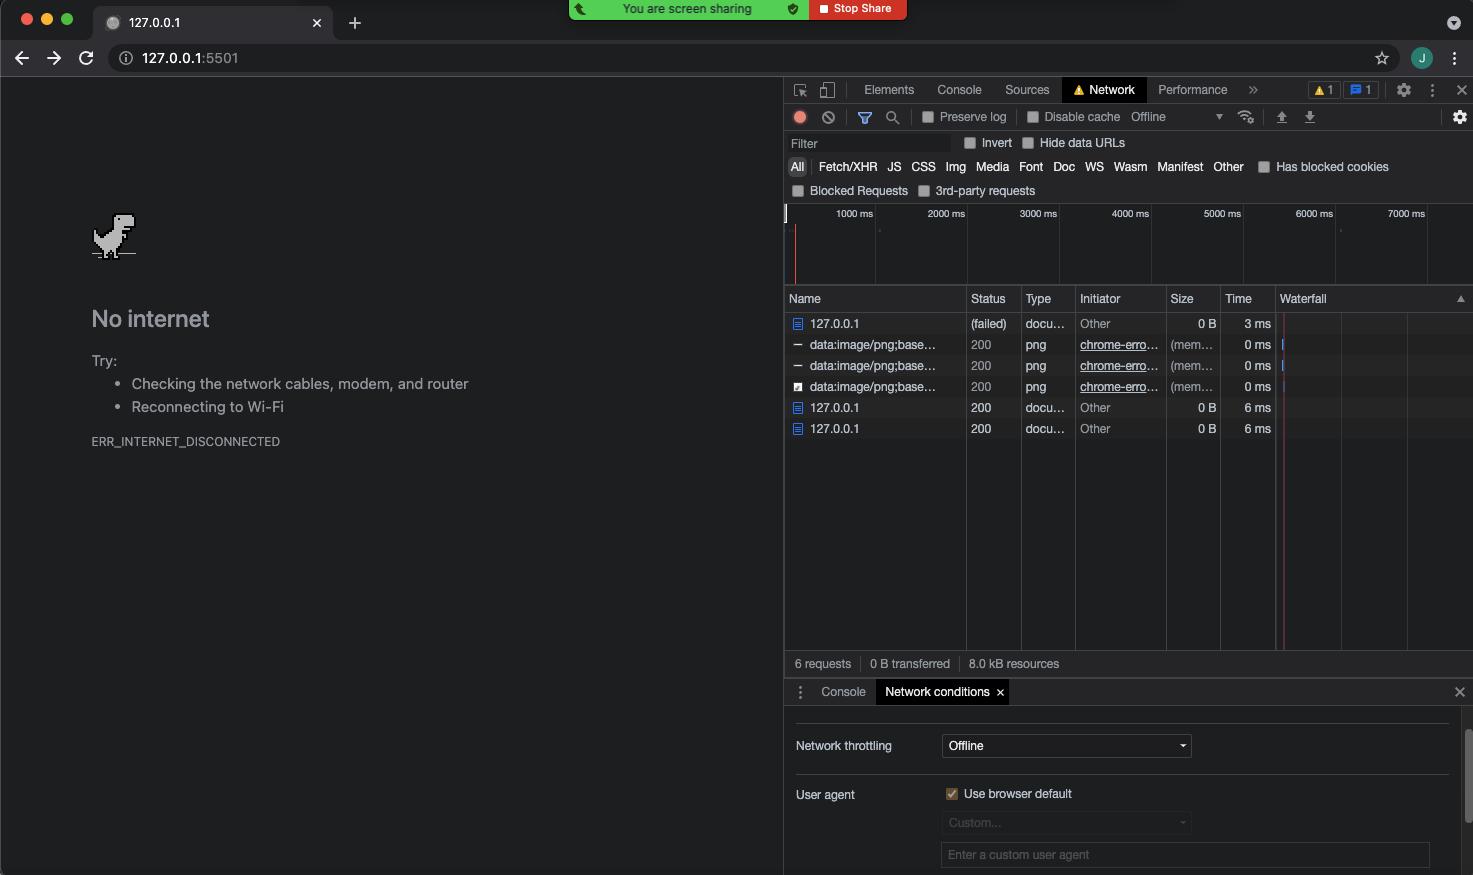 You are screen sharing Stop Share
127.0.0.1
127.0.0.1:5501 J
Elements Console Sources Network Performance 1 1
Preserve log Disable cache Offline
Filter Invert Hide data URLs
All Fetch/XHR JS CSS Img Media Font Doc WS Wasm Manifest Other Has blocked cookies
Blocked Requests 3rd-party requests
1000 ms 2000 ms 3000 ms 4000 ms 5000 ms 6000 ms 7000 ms
Name Status Type Initiator Size Time Waterfall
127.0.0.1 (failed) docu... Other 0 B 3 ms
data:image/png;base... 200 png chrome-erro... (mem... 0 ms
data:image/png;base... 200 png chrome-erro... (mem... 0 ms
data:image/png;base... 200 png chrome-erro... (mem... 0 ms
127.0.0.1 200 docu... Other 0 B 6 ms
127.0.0.1 200 docu... Other 0 B 6 ms
No internet
Try:
• Checking the network cables, modem, and router
• Reconnecting to Wi-Fi
ERR_INTERNET_DISCONNECTED
6 requests 0 B transferred 8.0 kB resources
Console Network conditions
Network throttling Offline
User agent Use browser default
Custom...
Enter a custom user agent